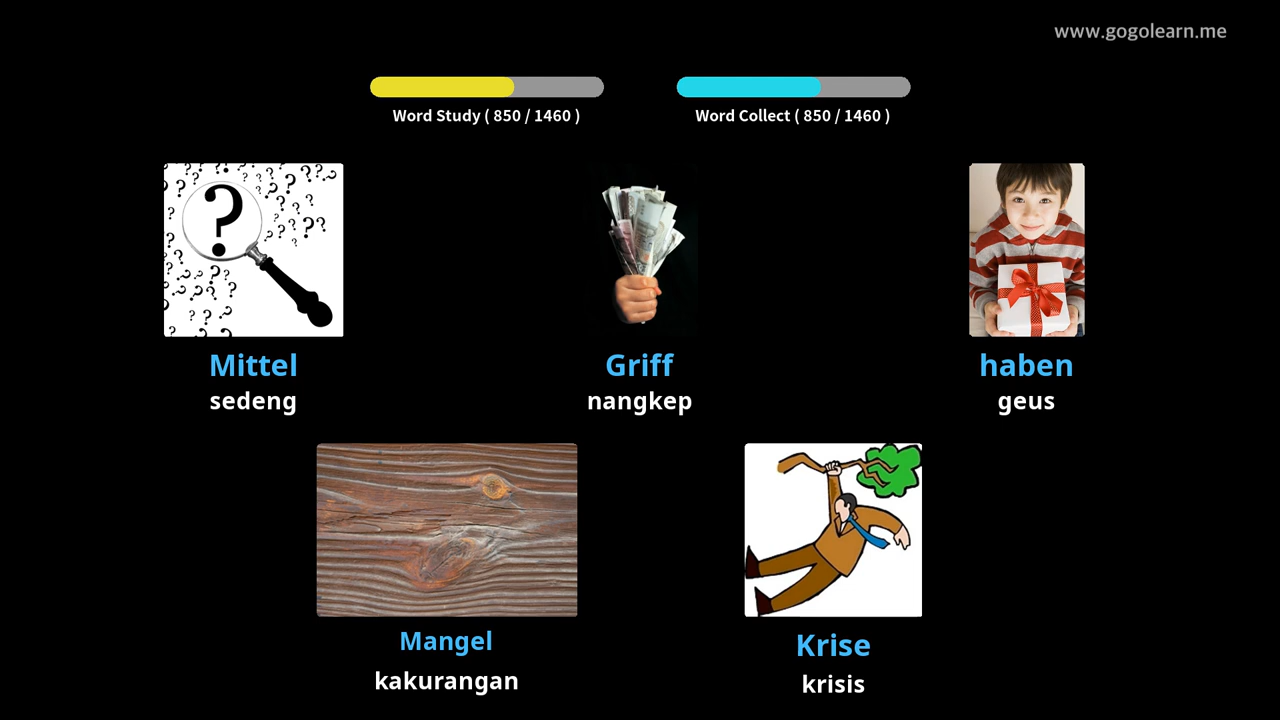 www.gogolearn.me
Word Study ( 850 / 1460 )
Word Collect ( 850 / 1460 )
Mittel
sedeng
Griff
nangkep
haben
geus
Mangel
kakurangan
Krise
krisis